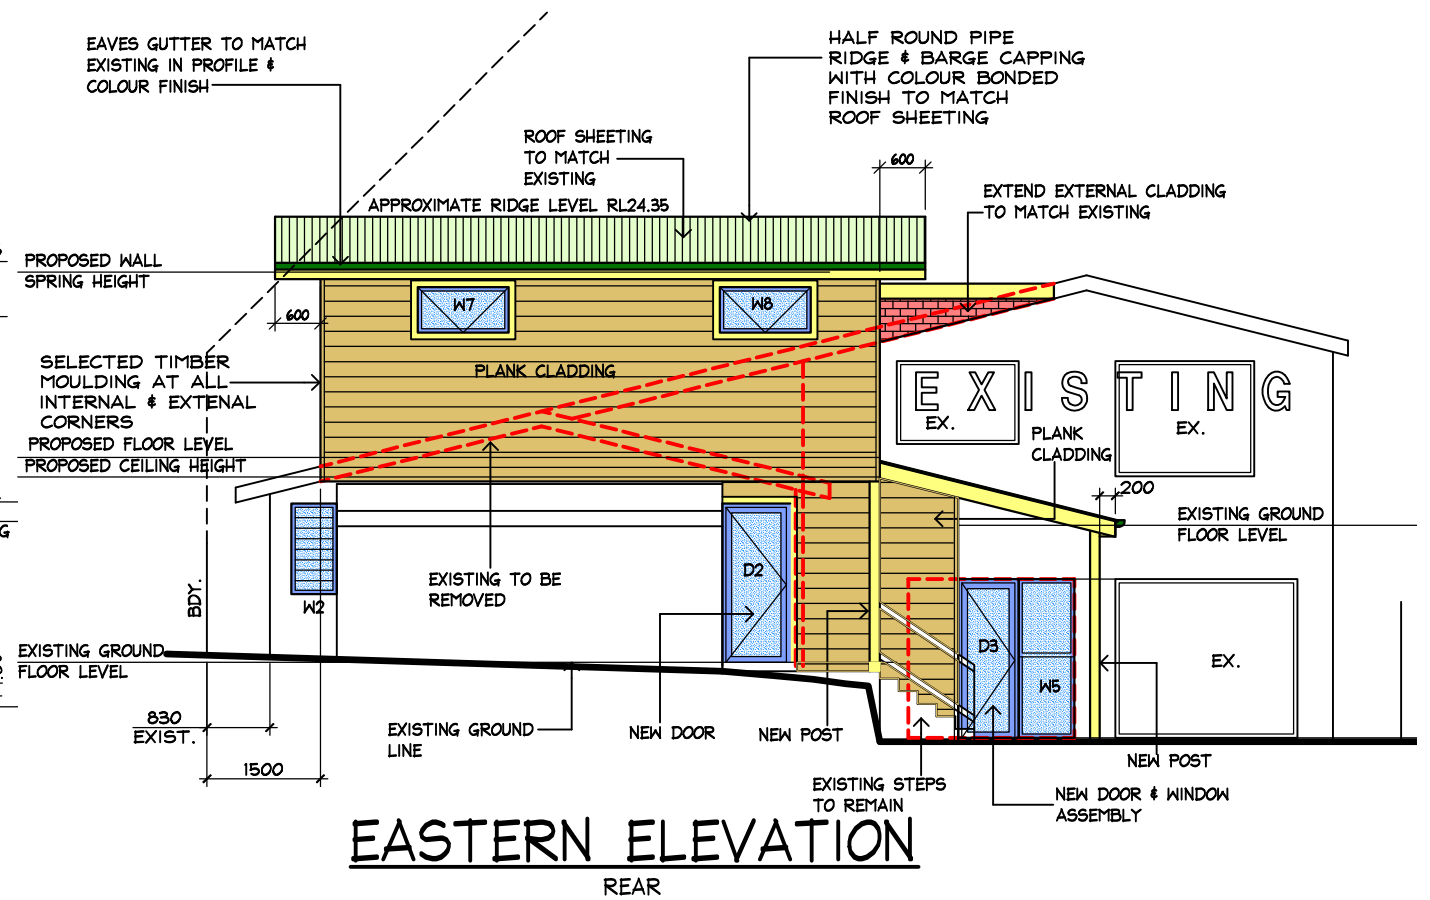 EAVES GUTTER TO MATCH
EXISTING IN PROFILE &
COLOUR FINISH
HALF ROUND PIPE
RIDGE & BARGE CAPPING
WITH COLOUR BONDED
FINISH TO MATCH
ROOF SHEETING
ROOF SHEETING
TO MATCH
EXISTING
600
EXTEND EXTERNAL CLADDING
TO MATCH EXISTING
APPROXIMATE RIDGE LEVEL RL24.35
PROPOSED WALL
SPRING HEIGHT
W7
W8
600
SELECTED TIMBER
MOULDING AT ALL
INTERNAL & EXTENAL
CORNERS
PLANK CLADDING
EXISTING
EX.
EX.
PLANK
CLADDING
PROPOSED FLOOR LEVEL
PROPOSED CEILING HEIGHT
200
EXISTING GROUND
FLOOR LEVEL
G
BDY.
W2
EXISTING TO BE
REMOVED
D2
D3
W5
EX.
EXISTING GROUND
FLOOR LEVEL
830
EXIST.
1500
EXISTING GROUND
LINE
NEW DOOR
NEW POST
NEW POST
EXISTING STEPS
TO REMAIN
NEW DOOR & WINDOW
ASSEMBLY
EASTERN ELEVATION
REAR